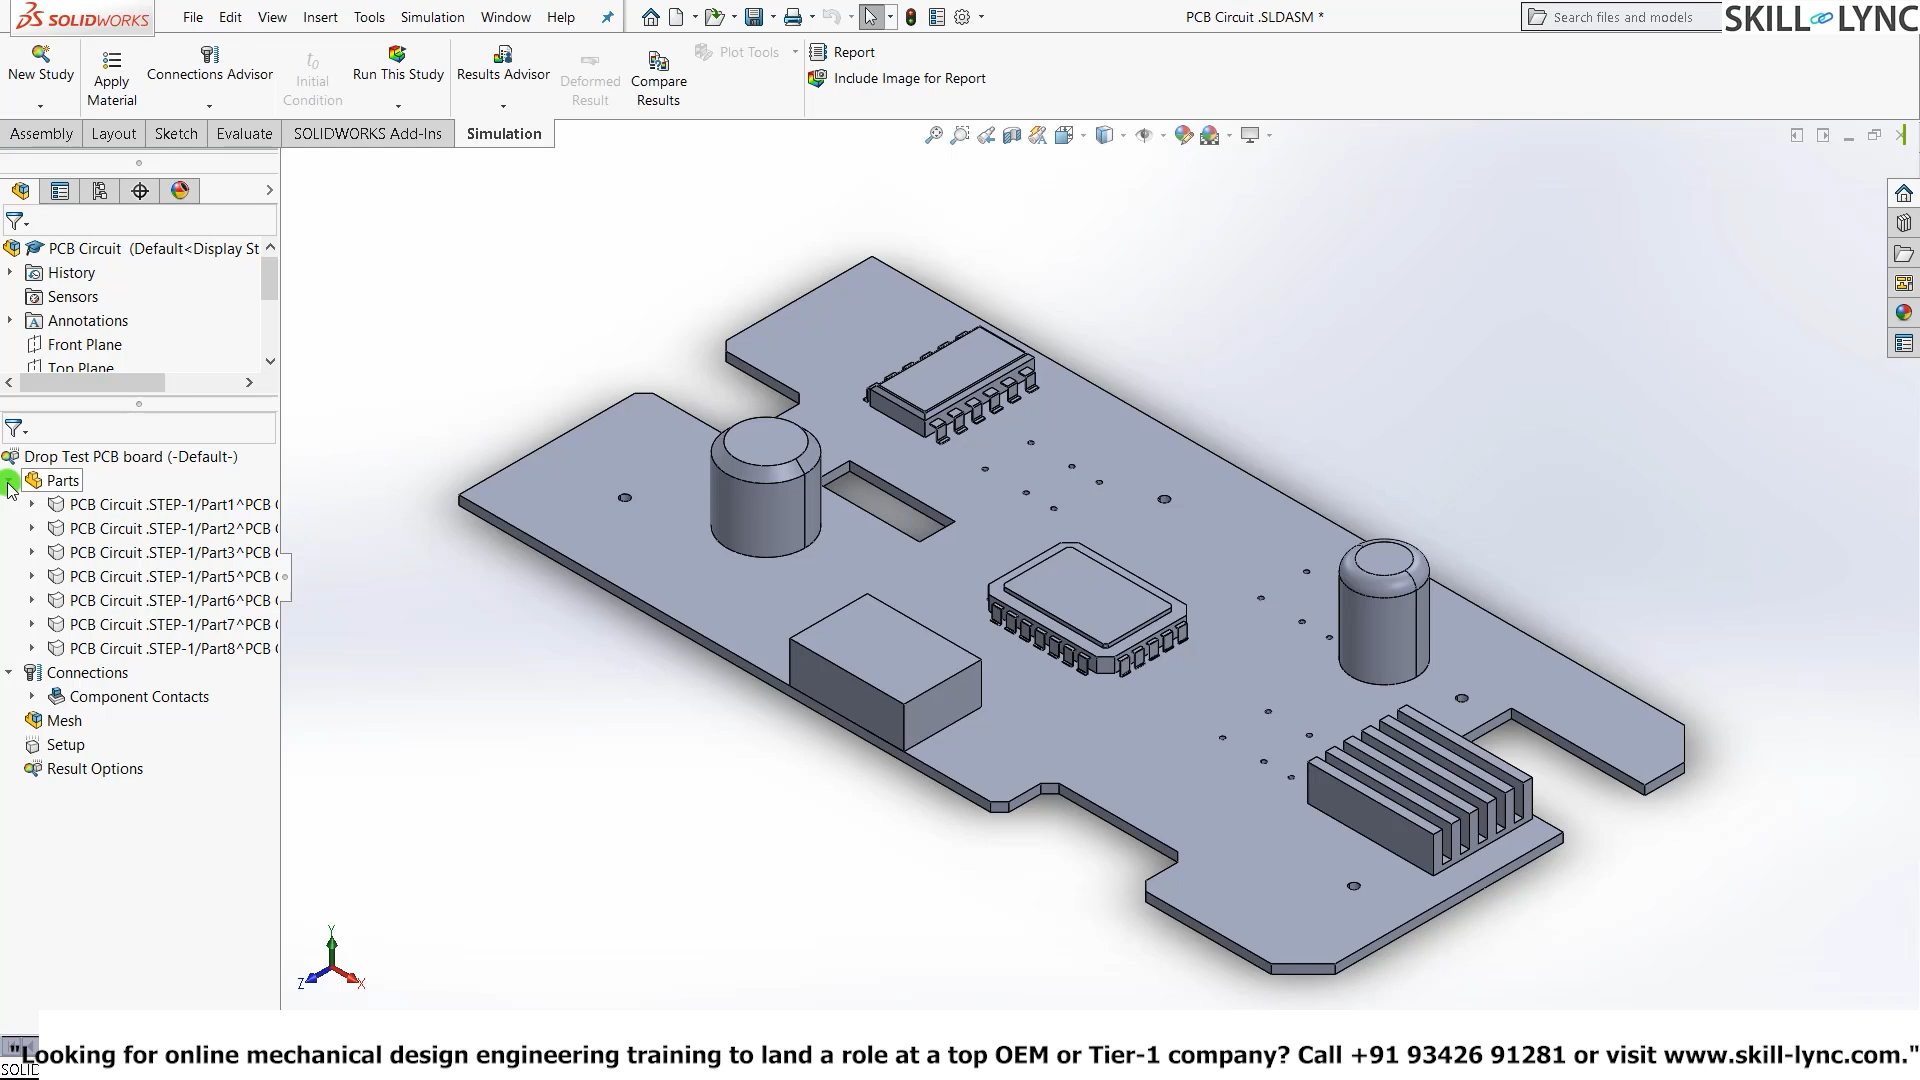 SOLIDWORKS
File Edit View Insert Tools Simulation Window Help
PCB Circuit .SLDASM *
Search files and models
SKILL LYNC
New Study
Apply
Material
Connections Advisor
t0
Initial
Condition
Run This Study
Results Advisor
Deformed
Result
Compare
Results
Plot Tools
Report
Include Image for Report
Assembly Layout Sketch Evaluate SOLIDWORKS Add-Ins Simulation
PCB Circuit (Default<Display St
History
Sensors
A Annotations
Front Plane
Top Plane
Drop Test PCB board (-Default-)
Parts
PCB Circuit .STEP-1/Part1^PCB
PCB Circuit .STEP-1/Part2^PCB
PCB Circuit .STEP-1/Part3^PCB
PCB Circuit .STEP-1/Part5^PCB
PCB Circuit .STEP-1/Part6^PCB
PCB Circuit .STEP-1/Part7^PCB
PCB Circuit .STEP-1/Part8^PCB
Connections
Component Contacts
Mesh
Setup
Result Options
Y
Z
X
"Looking for online mechanical design engineering training to land a role at a top OEM or Tier-1 company? Call +91 93426 91281 or visit www.skill-lync.com."
SOLID